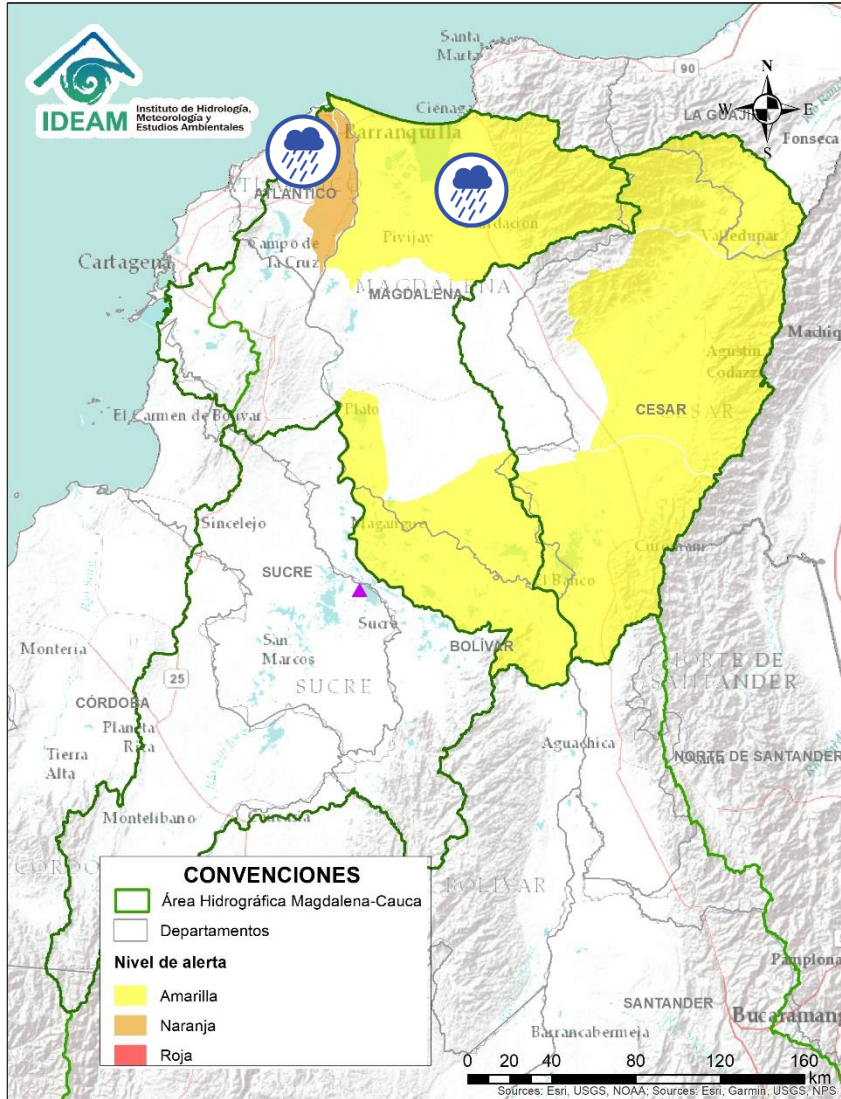 IDEAM
Instituto de Hidrología,
Meteorología y
Estudios Ambientales
Santa
Marta
90
N
W
E
S
Ciénaga
LA GUAJIRA
Fonseca
Barranquilla
ATLANTICO
Valledupar
Pivijay
Campo de
la Cruz
Cartagena
MAGDALENA
MAGDALENA
Agustín
Codazzi
El Carmen de Bolívar
Plato
CESAR
CESAR
Sincelejo
Magangué
SUCRE
El Banco
Sucre
San
Marcos
BOLÍVAR
Montería
25
SUCRE
NORTE DE
SANTANDER
CÓRDOBA
Planeta
Rica
Aguachica
NORTE DE SANTANDER
Tierra
Alta
Montelíbano
BOLÍVAR
CONVENCIONES
Área Hidrográfica Magdalena-Cauca
Departamentos
Nivel de alerta
Amarilla
Naranja
Roja
Pamplona
SANTANDER
Bucaramang
Barrancabermeja
0 20 40 80 120 160
Km
Sources: Esri, USGS, NOAA; Sources: Esri, Garmin, USGS, NPS